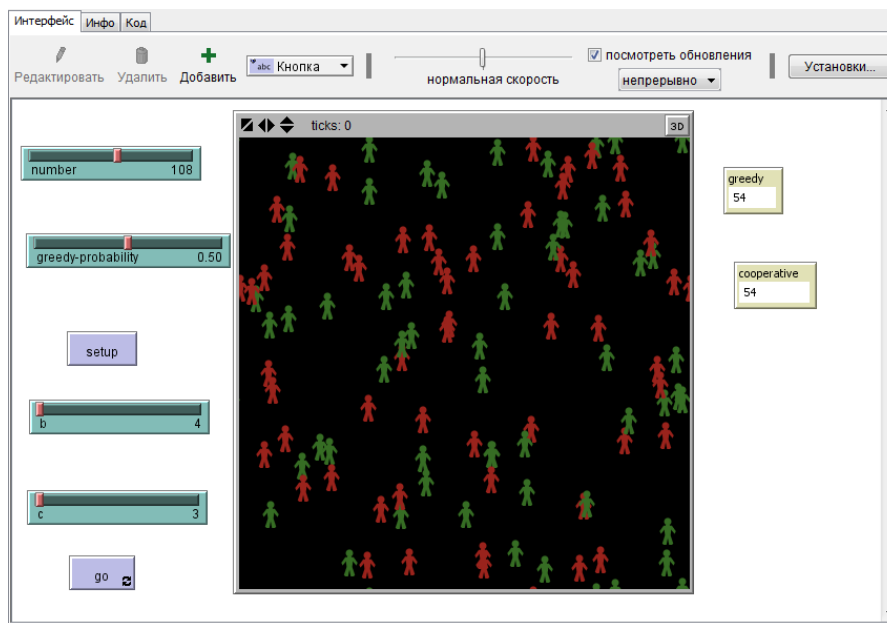 Интерфейс Инфо Код
Редактировать Удалить Добавить
abc Кнопка
нормальная скорость
посмотреть обновления
непрерывно
Установки...
ticks: 0
3D
number 108
greedy-probability 0.50
setup
b 4
c 3
go
greedy
54
cooperative
54